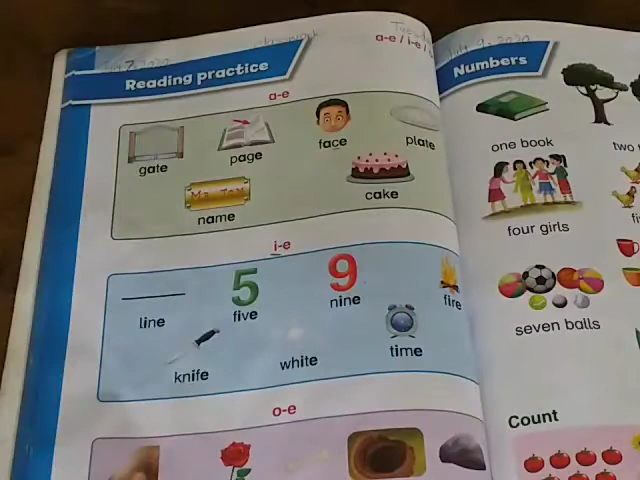 Reading practice
a-e
gate
page
face
plate
name
cake
i-e
line
five
nine
fire
knife
white
time
o-e
a-e / i-e /
Numbers
one book
two
four girls
seven balls
Count